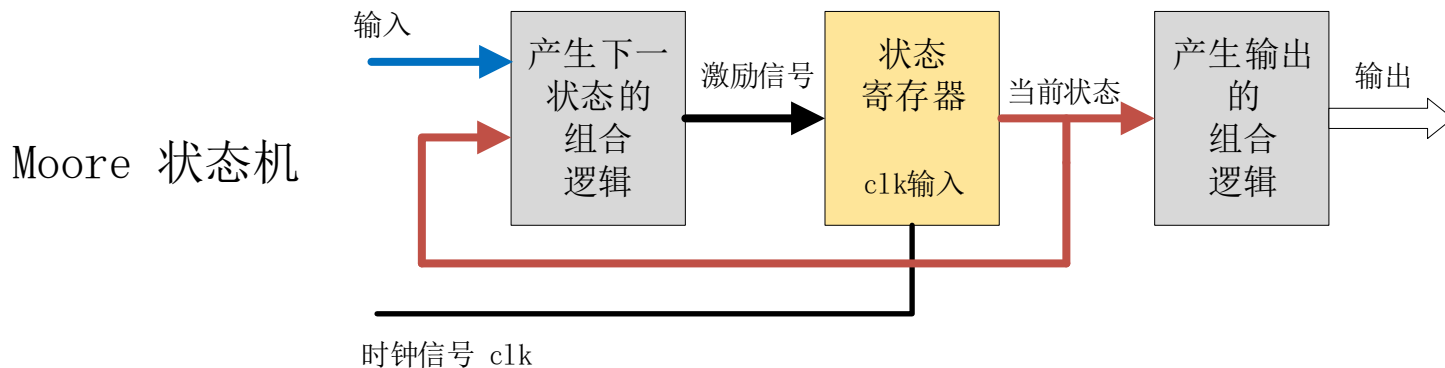 Moore 状态机
输入
产生下一
状态的
组合
逻辑
激励信号
状态
寄存器
clk输入
当前状态
产生输出
的
组合
逻辑
输出
时钟信号 clk